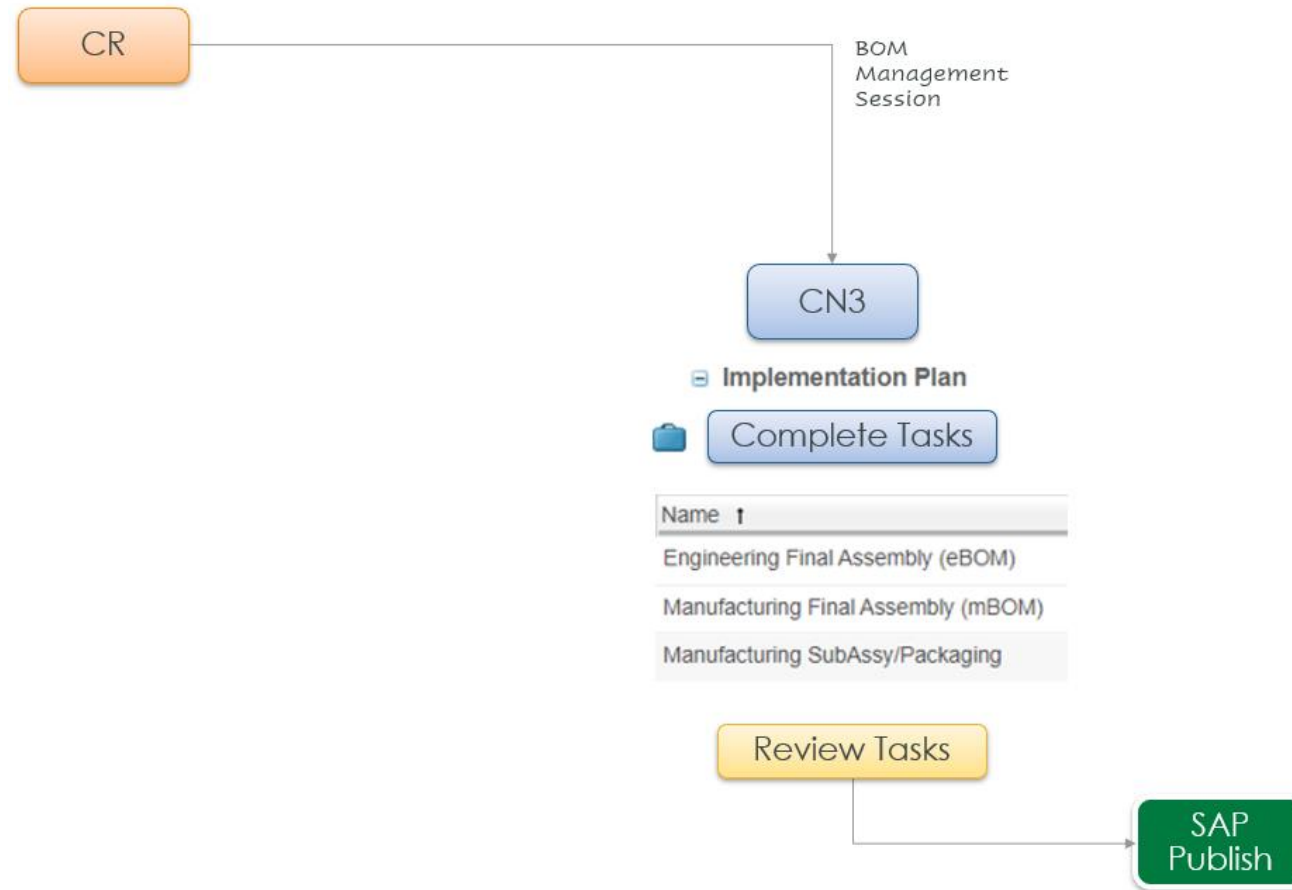 CR
BOM
Management
Session
CN3
Implementation Plan
Complete Tasks
Name ↑
Engineering Final Assembly (eBOM)
Manufacturing Final Assembly (mBOM)
Manufacturing SubAssy/Packaging
Review Tasks
SAP
Publish